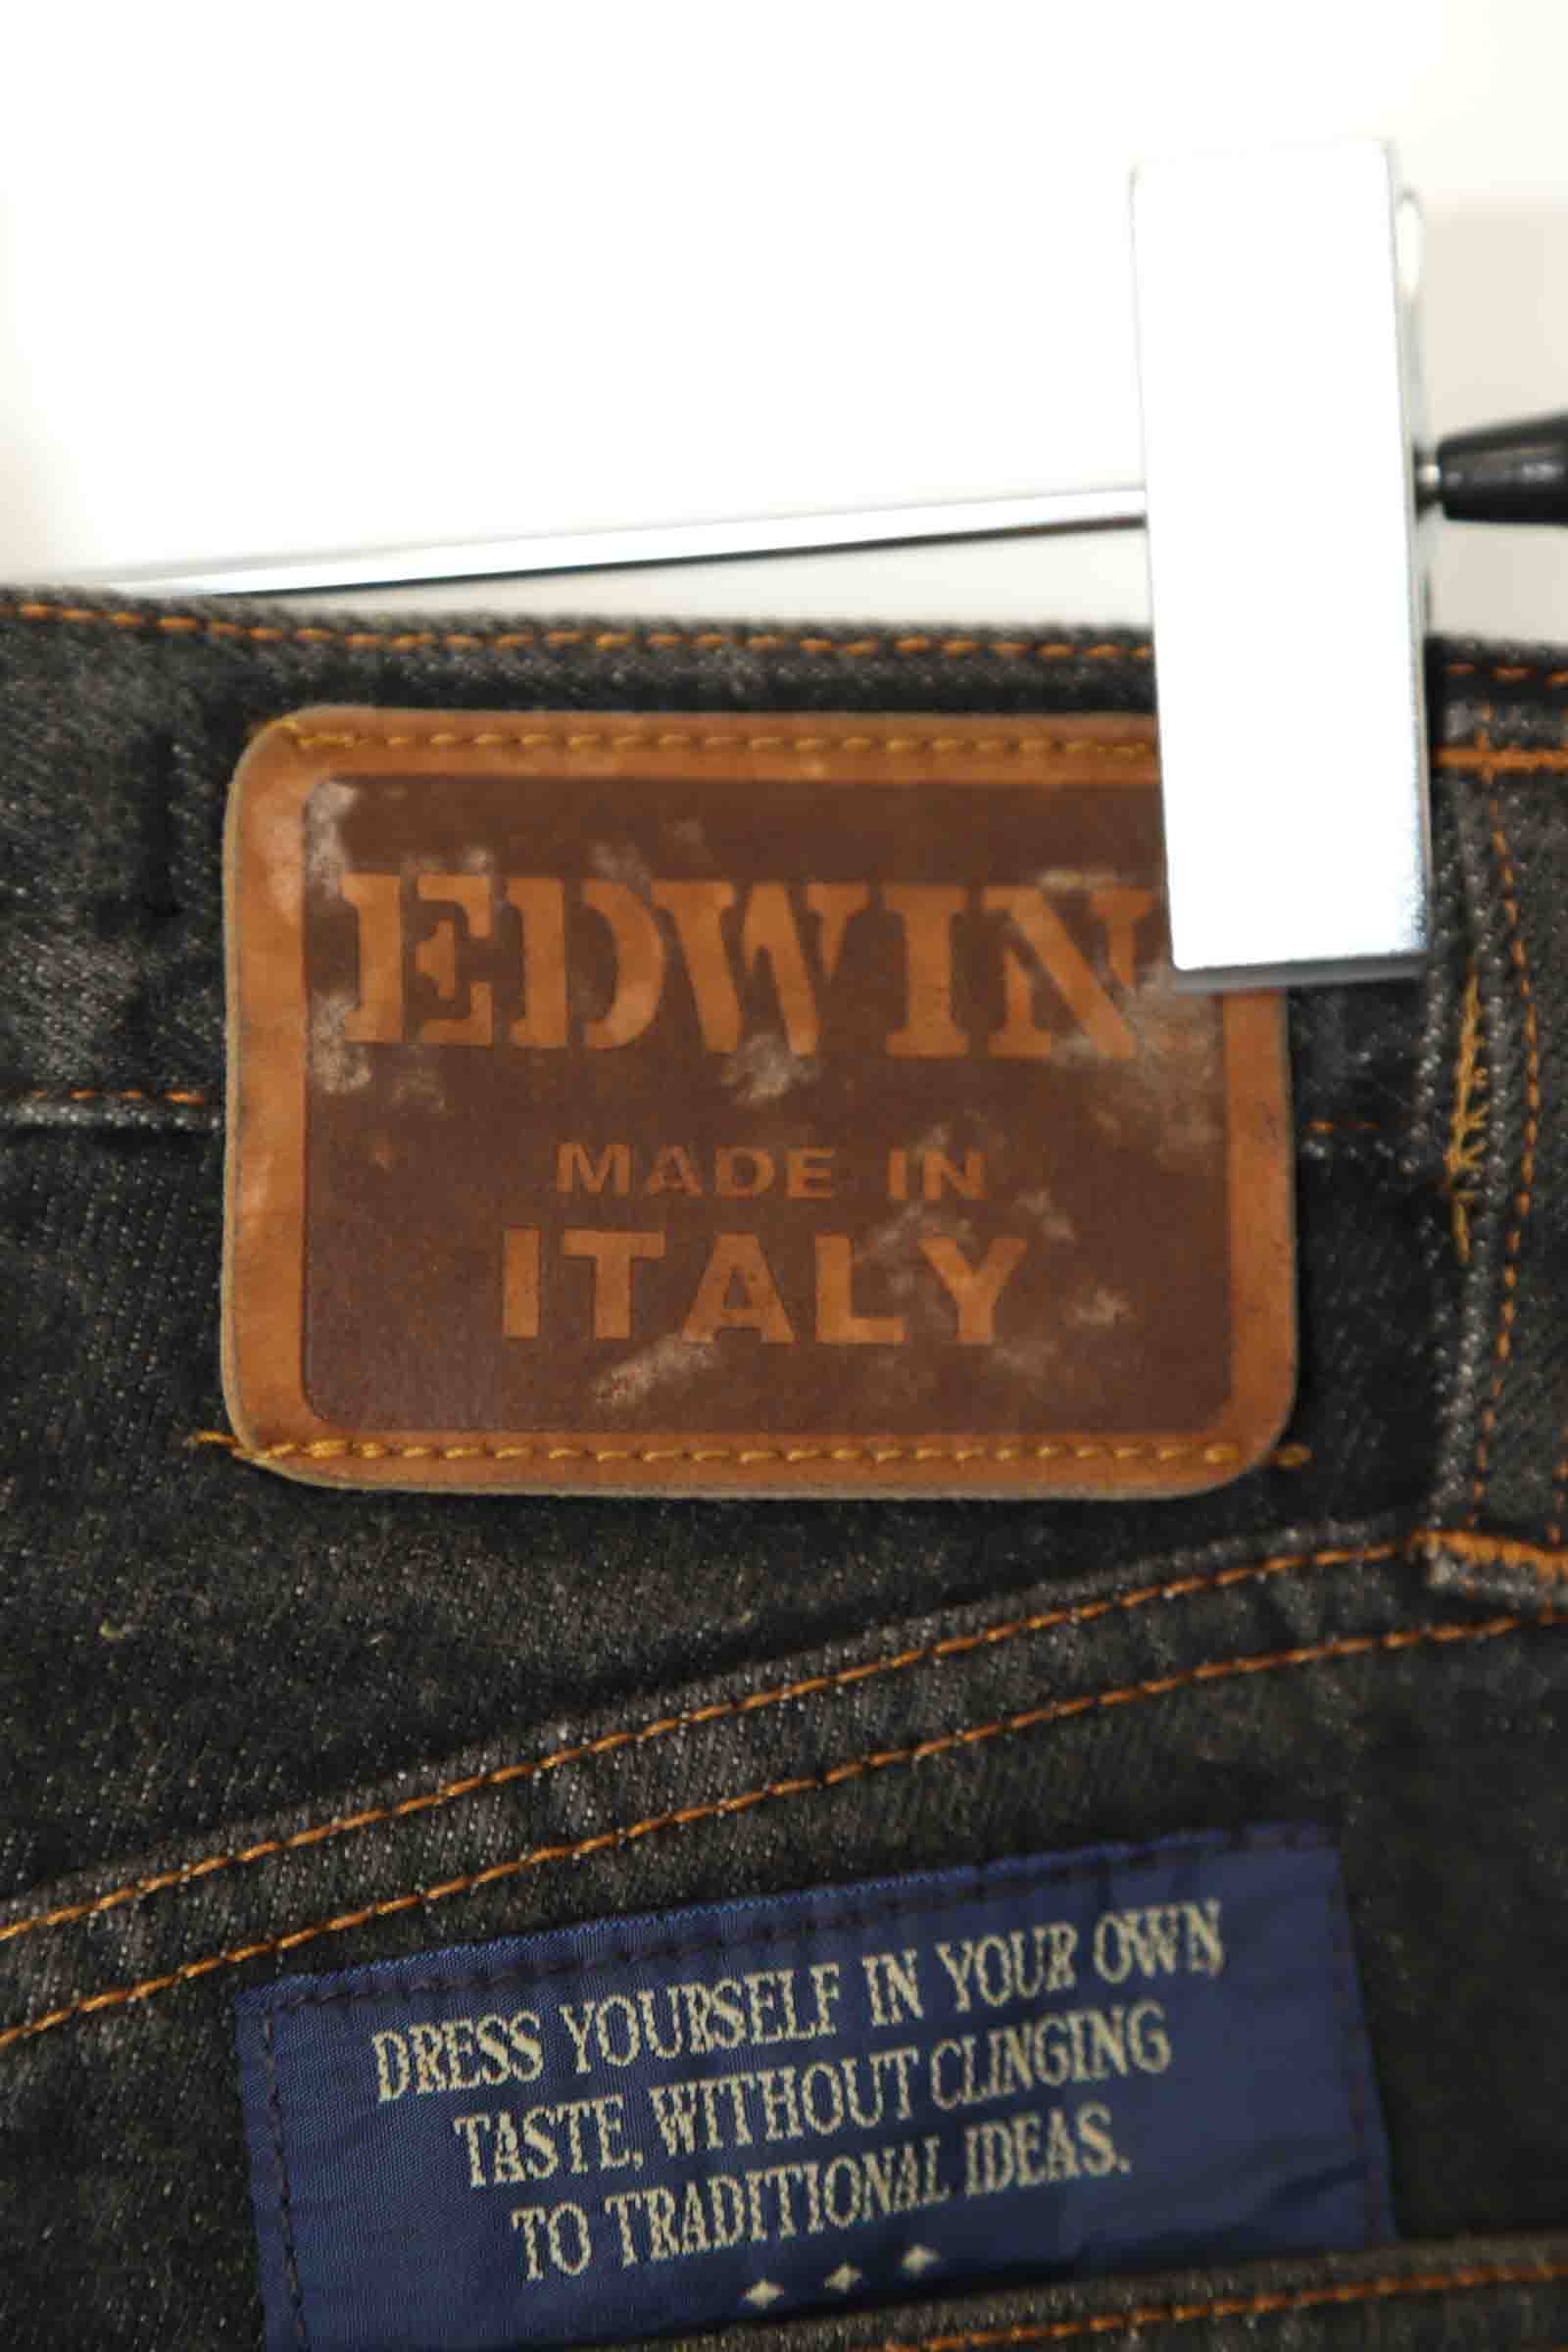 EDWIN
MADE IN
ITALY
DRESS YOURSELF IN YOUR OWN
TASTE, WITHOUT CLINGING
TO TRADITIONAL IDEAS.